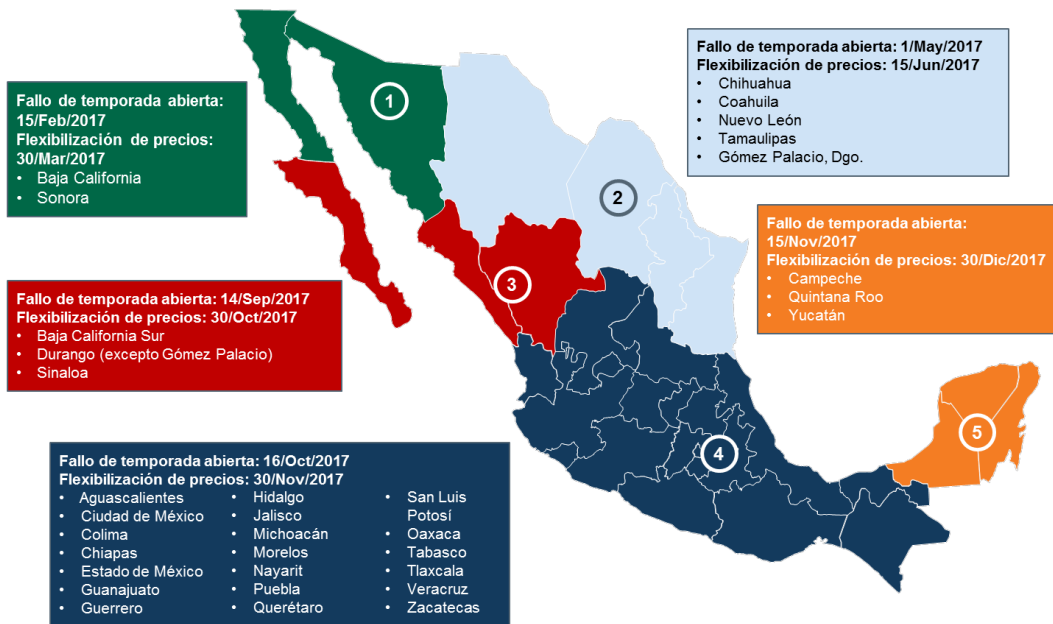 Fallo de temporada abierta:
15/Feb/2017
Flexibilización de precios:
30/Mar/2017
• Baja California
• Sonora
1
Fallo de temporada abierta: 1/May/2017
Flexibilización de precios: 15/Jun/2017
• Chihuahua
• Coahuila
• Nuevo León
• Tamaulipas
• Gómez Palacio, Dgo.
2
Fallo de temporada abierta: 14/Sep/2017
Flexibilización de precios: 30/Oct/2017
• Baja California Sur
• Durango (excepto Gómez Palacio)
• Sinaloa
3
Fallo de temporada abierta:
15/Nov/2017
Flexibilización de precios: 30/Dic/2017
• Campeche
• Quintana Roo
• Yucatán
5
Fallo de temporada abierta: 16/Oct/2017
Flexibilización de precios: 30/Nov/2017
• Aguascalientes
• Ciudad de México
• Colima
• Chiapas
• Estado de México
• Guanajuato
• Guerrero
• Hidalgo
• Jalisco
• Michoacán
• Morelos
• Nayarit
• Puebla
• Querétaro
• San Luis
Potosí
• Oaxaca
• Tabasco
• Tlaxcala
• Veracruz
• Zacatecas
4